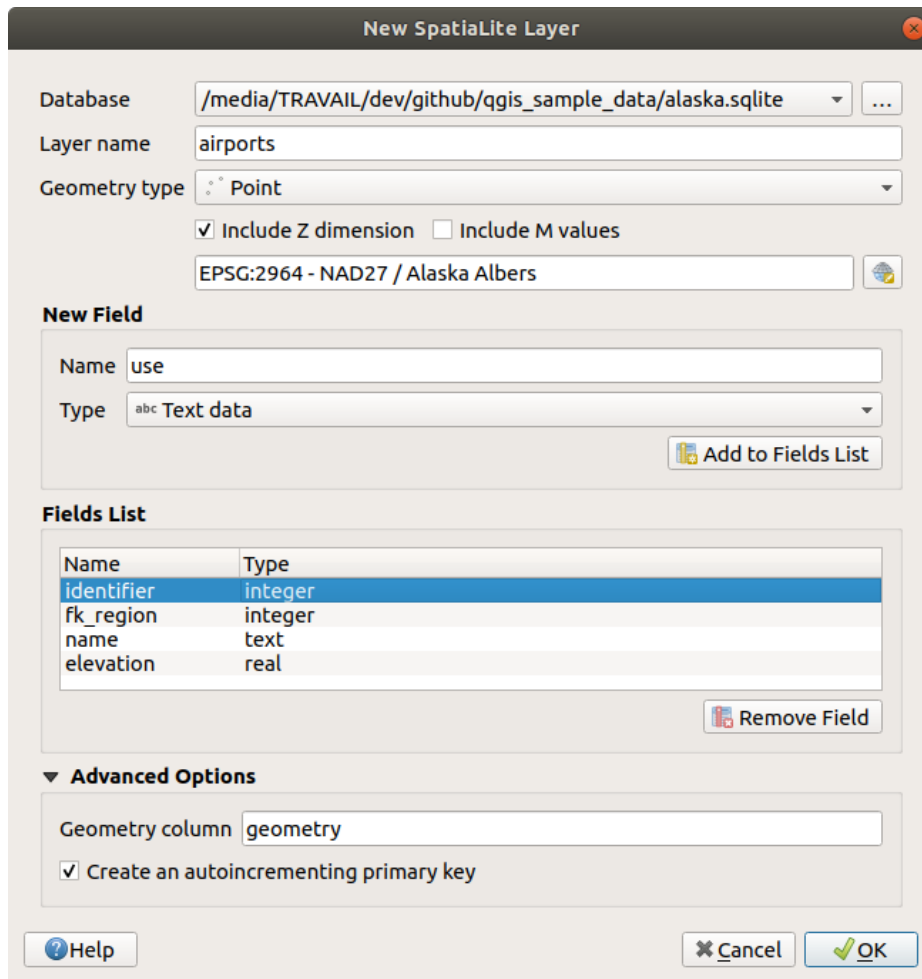 New SpatiaLite Layer
Database /media/TRAVAIL/dev/github/qgis_sample_data/alaska.sqlite ...
Layer name airports
Geometry type Point
Include Z dimension Include M values
EPSG:2964 - NAD27 / Alaska Albers
New Field
Name use
Type abc Text data
Add to Fields List
Fields List
Name Type
identifier integer
fk_region integer
name text
elevation real
Remove Field
Advanced Options
Geometry column geometry
Create an autoincrementing primary key
Help Cancel OK